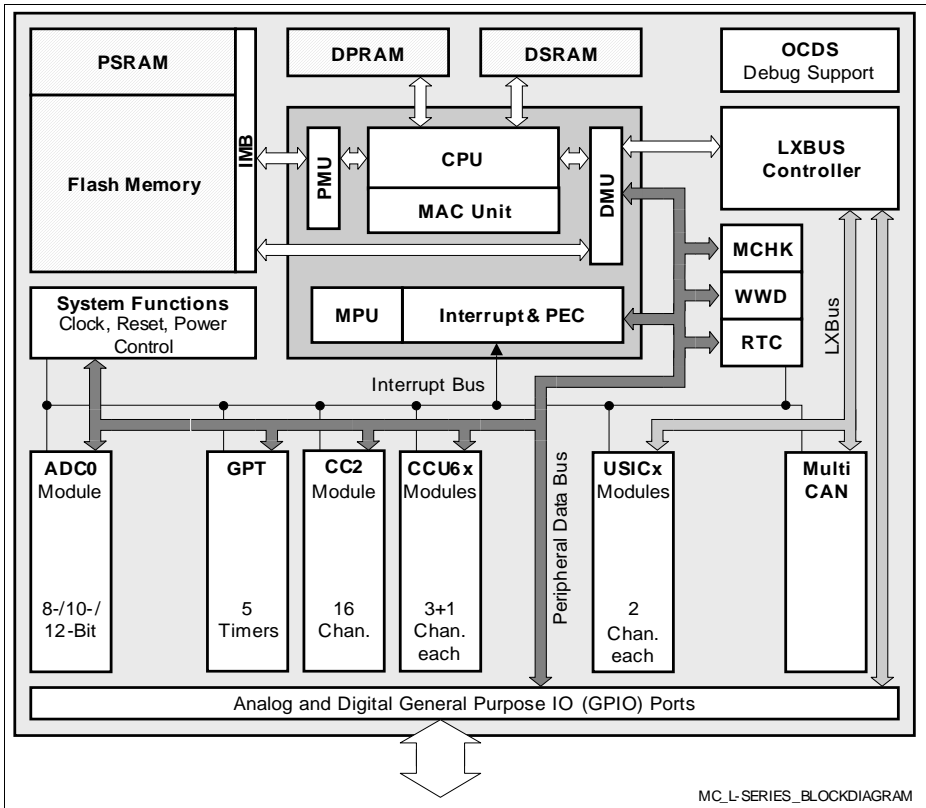 PSRAM
Flash Memory
IMB
DPRAM
DSRAM
OCDS
Debug Support
PMU
CPU
MAC Unit
DMU
LXBUS
Controller
MCHK
WWD
RTC
System Functions
Clock, Reset, Power
Control
MPU
Interrupt & PEC
Interrupt Bus
LXBus
Peripheral Data Bus
ADC0
Module
8-/10-/
12-Bit
GPT
5
Timers
CC2
Module
16
Chan.
CCU6x
Modules
3+1
Chan.
each
USICx
Modules
2
Chan.
each
Multi
CAN
Analog and Digital General Purpose IO (GPIO) Ports
MC_L-SERIES_BLOCKDIAGRAM